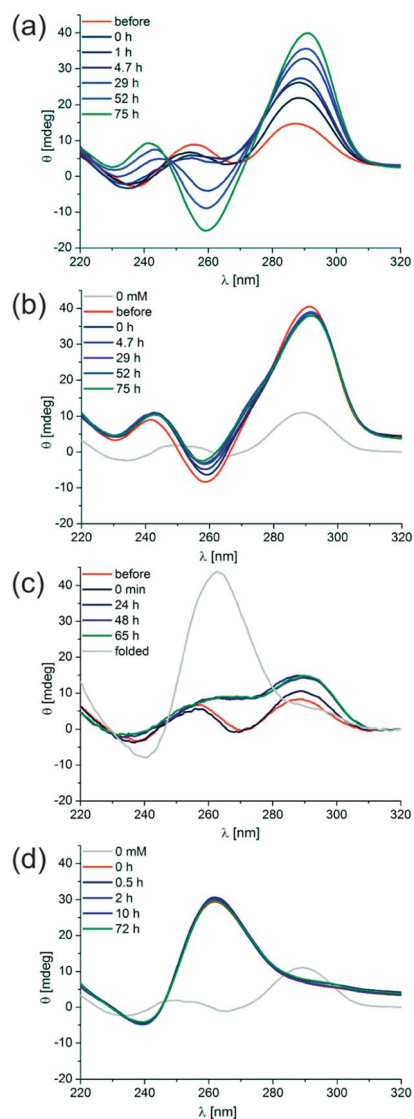 (a)
before
0 h
1 h
4.7 h
29 h
52 h
75 h
θ [mdeg]
40
30
20
10
0
-10
-20
220 240 260 280 300 320
λ [nm]
(b)
0 mM
before
0 h
4.7 h
29 h
52 h
75 h
θ [mdeg]
40
30
20
10
0
-10
-20
220 240 260 280 300 320
λ [nm]
(c)
before
0 min
24 h
48 h
65 h
folded
θ [mdeg]
40
30
20
10
0
-10
-20
220 240 260 280 300 320
λ [nm]
(d)
0 mM
0 h
0.5 h
2 h
10 h
72 h
θ [mdeg]
40
30
20
10
0
-10
-20
220 240 260 280 300 320
λ [nm]